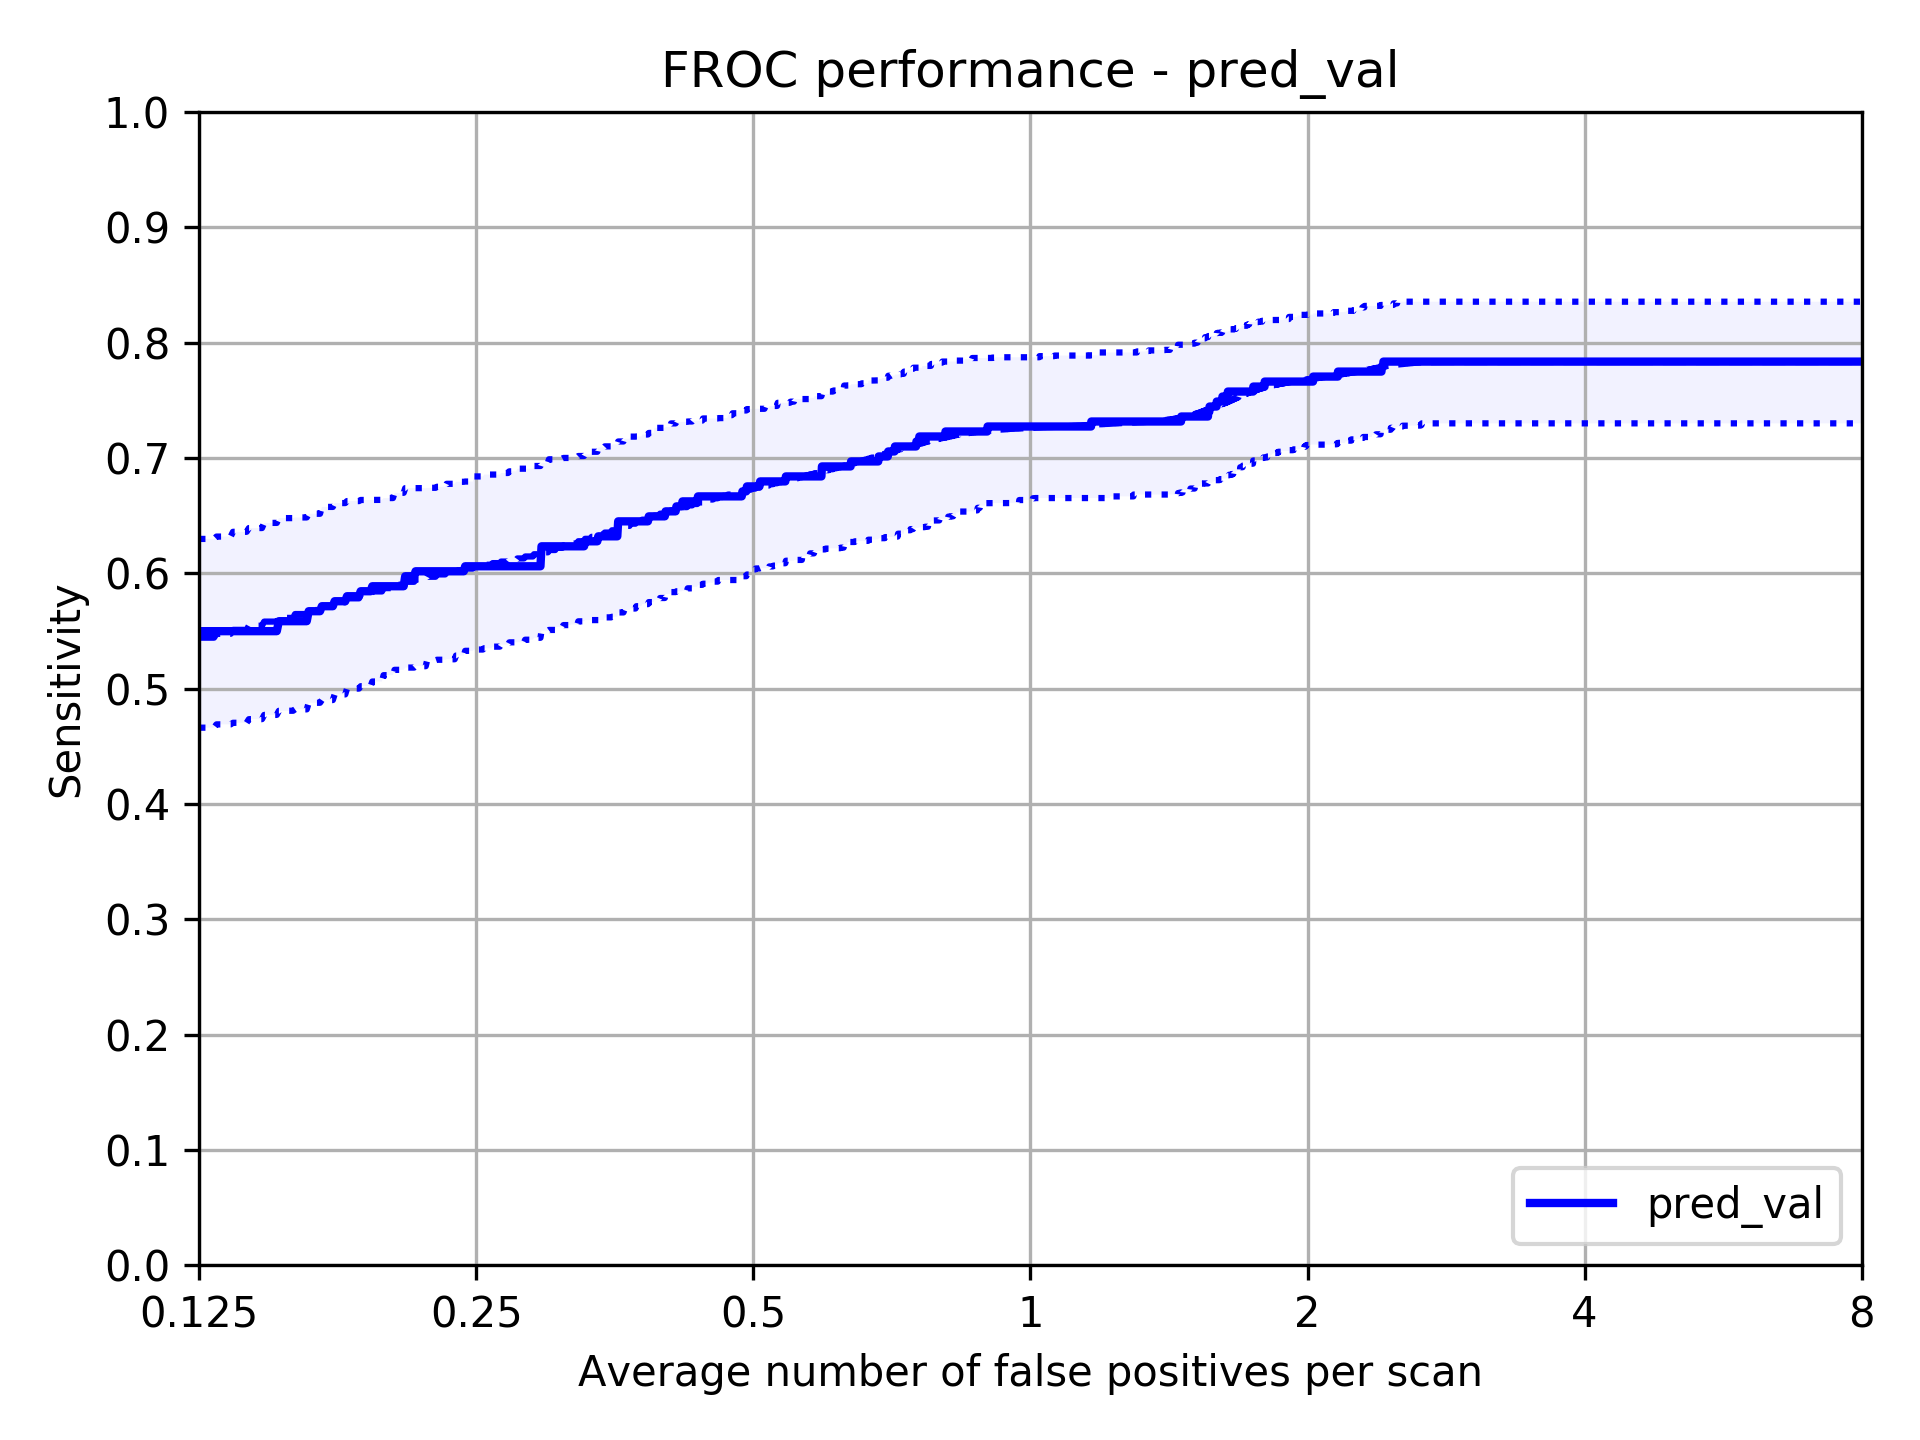 FROC performance - pred_val
1.0
0.9
0.8
0.7
0.6
0.5
0.4
0.3
0.2
0.1
0.0
Sensitivity
0.125 0.25 0.5 1 2 4 8
Average number of false positives per scan
pred_val